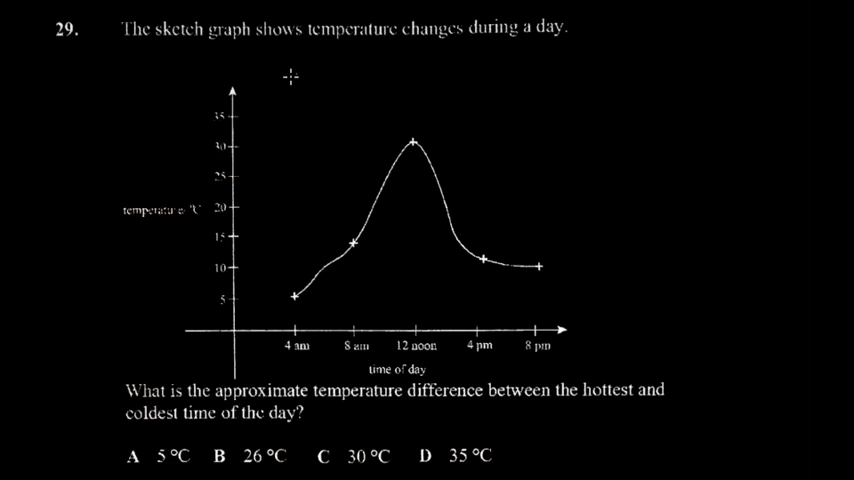 29. The sketch graph shows temperature changes during a day.
35
30
25
temperature °C 20
15
10
5
4 am 8 am 12 noon 4 pm 8 pm
time of day
What is the approximate temperature difference between the hottest and
coldest time of the day?
A 5 °C B 26 °C C 30 °C D 35 °C